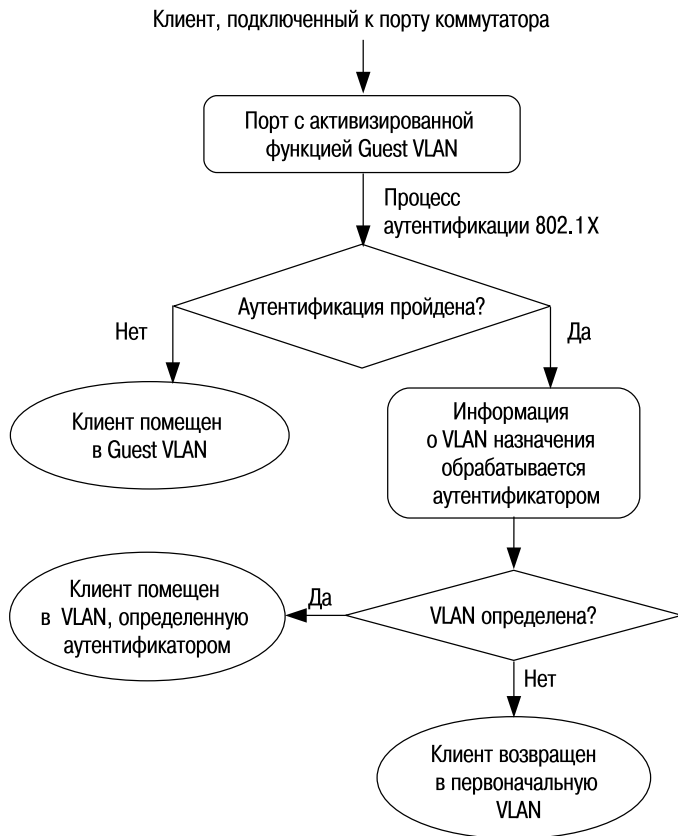 Клиент, подключенный к порту коммутатора
Порт с активизированной
функцией Guest VLAN
Процесс
аутентификации 802.1X
Аутентификация пройдена?
Нет
Да
Клиент помещен
в Guest VLAN
Информация
о VLAN назначения
обрабатывается
аутентификатором
Клиент помещен
в VLAN, определенную
аутентификатором
Да
VLAN определена?
Нет
Клиент возвращен
в первоначальную
VLAN